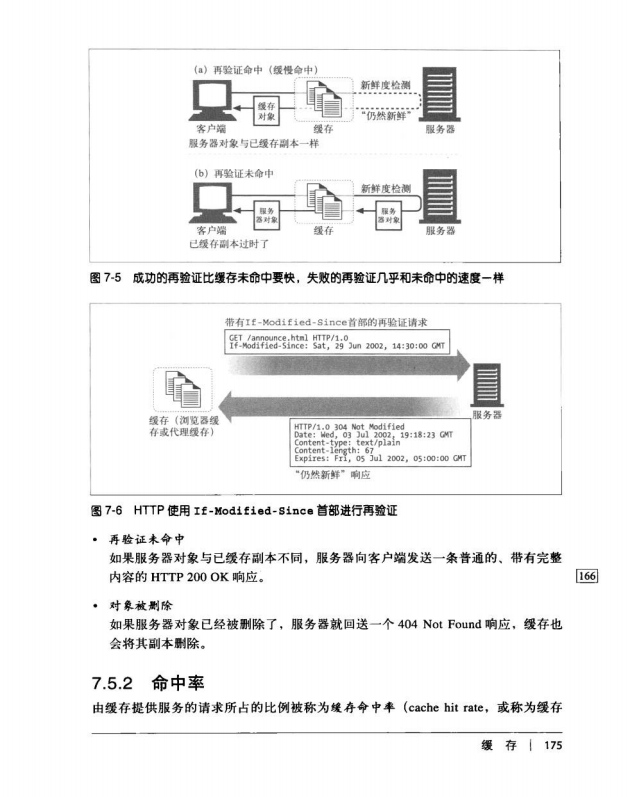 (a) 再验证命中（缓慢命中）
新鲜度检测
缓存
对象
“仍然新鲜”
客户端
缓存
服务器
服务器对象与已缓存副本一样
(b) 再验证未命中
新鲜度检测
服务
器对象
服务
器对象
客户端
缓存
服务器
已缓存副本过时了
图 7-5 成功的再验证比缓存未命中要快，失败的再验证几乎和未命中的速度一样
带有If-Modified-Since首部的再验证请求
GET /announce.html HTTP/1.0
If-Modified-Since: Sat, 29 Jun 2002, 14:30:00 GMT
缓存（浏览器缓
存或代理缓存）
服务器
HTTP/1.0 304 Not Modified
Date: Wed, 03 Jul 2002, 19:18:23 GMT
Content-type: text/plain
Content-length: 67
Expires: Fri, 05 Jul 2002, 05:00:00 GMT
“仍然新鲜”响应
图 7-6 HTTP 使用 If-Modified-Since 首部进行再验证
• 再验证未命中
如果服务器对象与已缓存副本不同，服务器向客户端发送一条普通的、带有完整
内容的 HTTP 200 OK 响应。
166
• 对象被删除
如果服务器对象已经被删除了，服务器就回送一个 404 Not Found 响应，缓存也
会将其副本删除。
7.5.2 命中率
由缓存提供服务的请求所占的比例被称为缓存命中率（cache hit rate，或称为缓存
缓 存 | 175